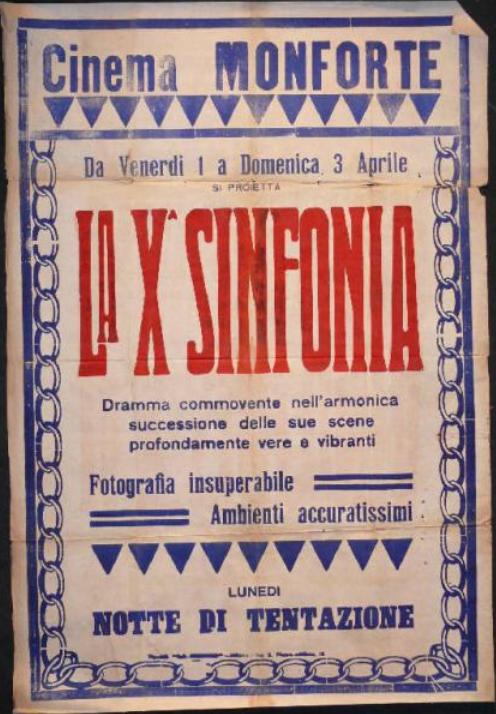 Cinema MONFORTE
Da Venerdi 1 a Domenica 3 Aprile
SI PROIETTA
LA X^ SINFONIA
Dramma commovente nell'armonica
successione delle sue scene
profondamente vere e vibranti
Fotografia insuperabile
Ambienti accuratissimi
LUNEDI
NOTTE DI TENTAZIONE